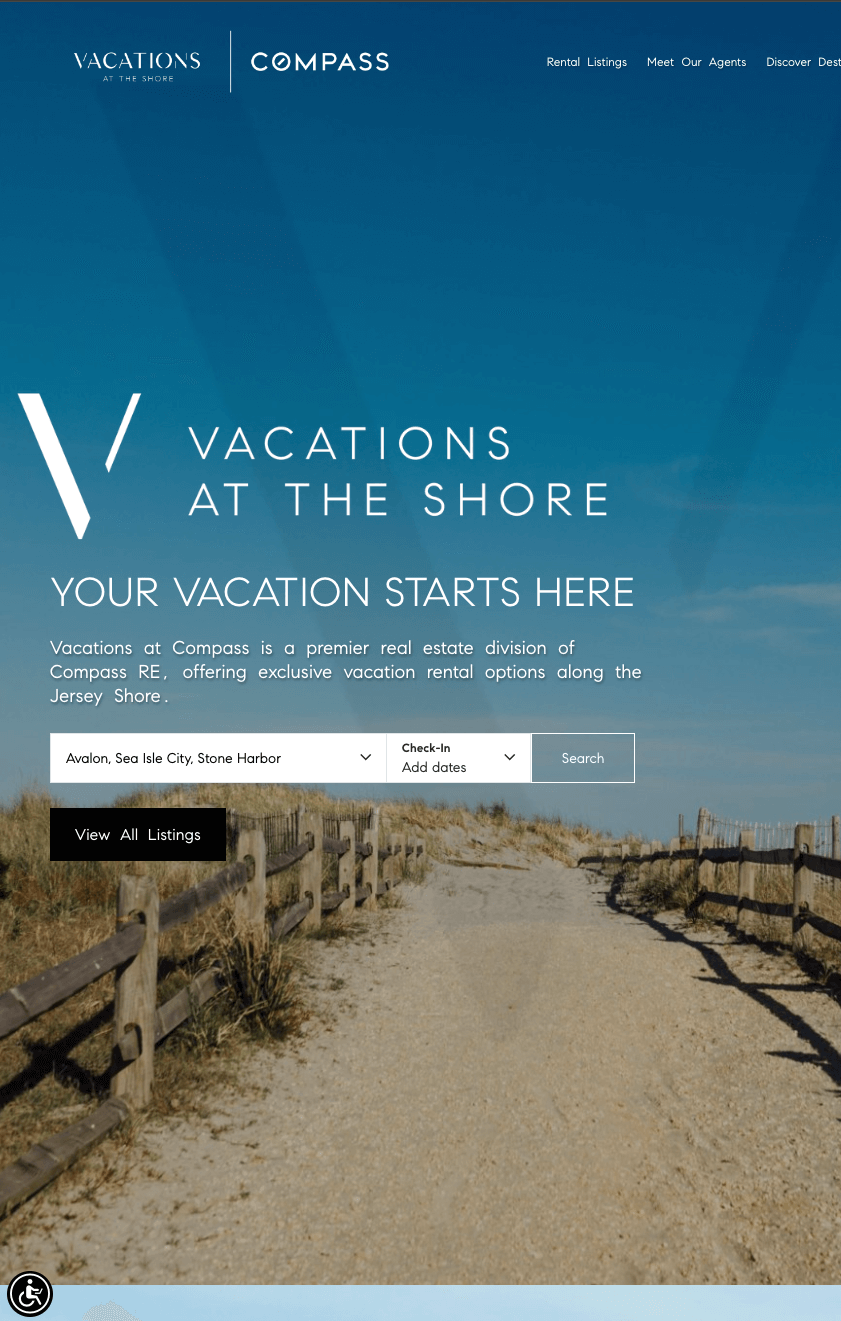 VACATIONS
AT THE SHORE
COMPASS
Rental Listings Meet Our Agents Discover Dest
VACATIONS
AT THE SHORE
YOUR VACATION STARTS HERE
Vacations at Compass is a premier real estate division of
Compass RE, offering exclusive vacation rental options along the
Jersey Shore.
Avalon, Sea Isle City, Stone Harbor
Check-In
Add dates
Search
View All Listings